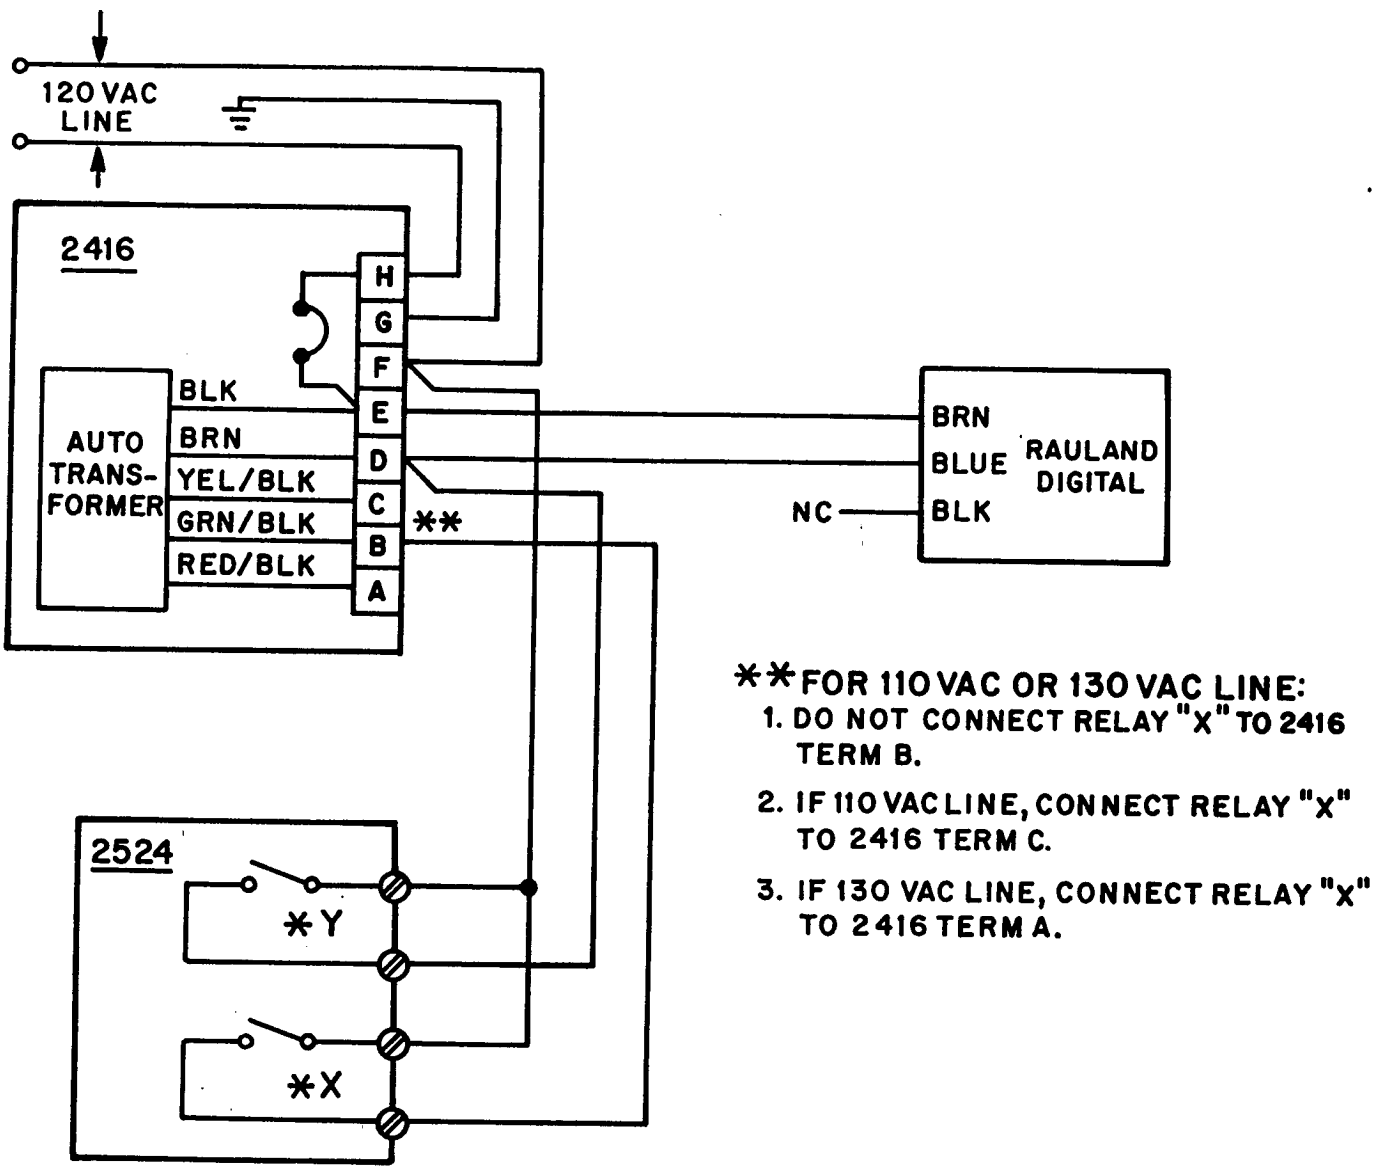 120 VAC
LINE
2416
H
G
F
E
D
C
B
A
BLK
BRN
YEL/BLK
GRN/BLK
RED/BLK
AUTO
TRANS-
FORMER
**
BRN
BLUE
BLK
RAULAND
DIGITAL
NC
**FOR 110 VAC OR 130 VAC LINE:
1. DO NOT CONNECT RELAY "X" TO 2416
TERM B.
2. IF 110 VAC LINE, CONNECT RELAY "X"
TO 2416 TERM C.
3. IF 130 VAC LINE, CONNECT RELAY "X"
TO 2416 TERM A.
2524
*Y
*X